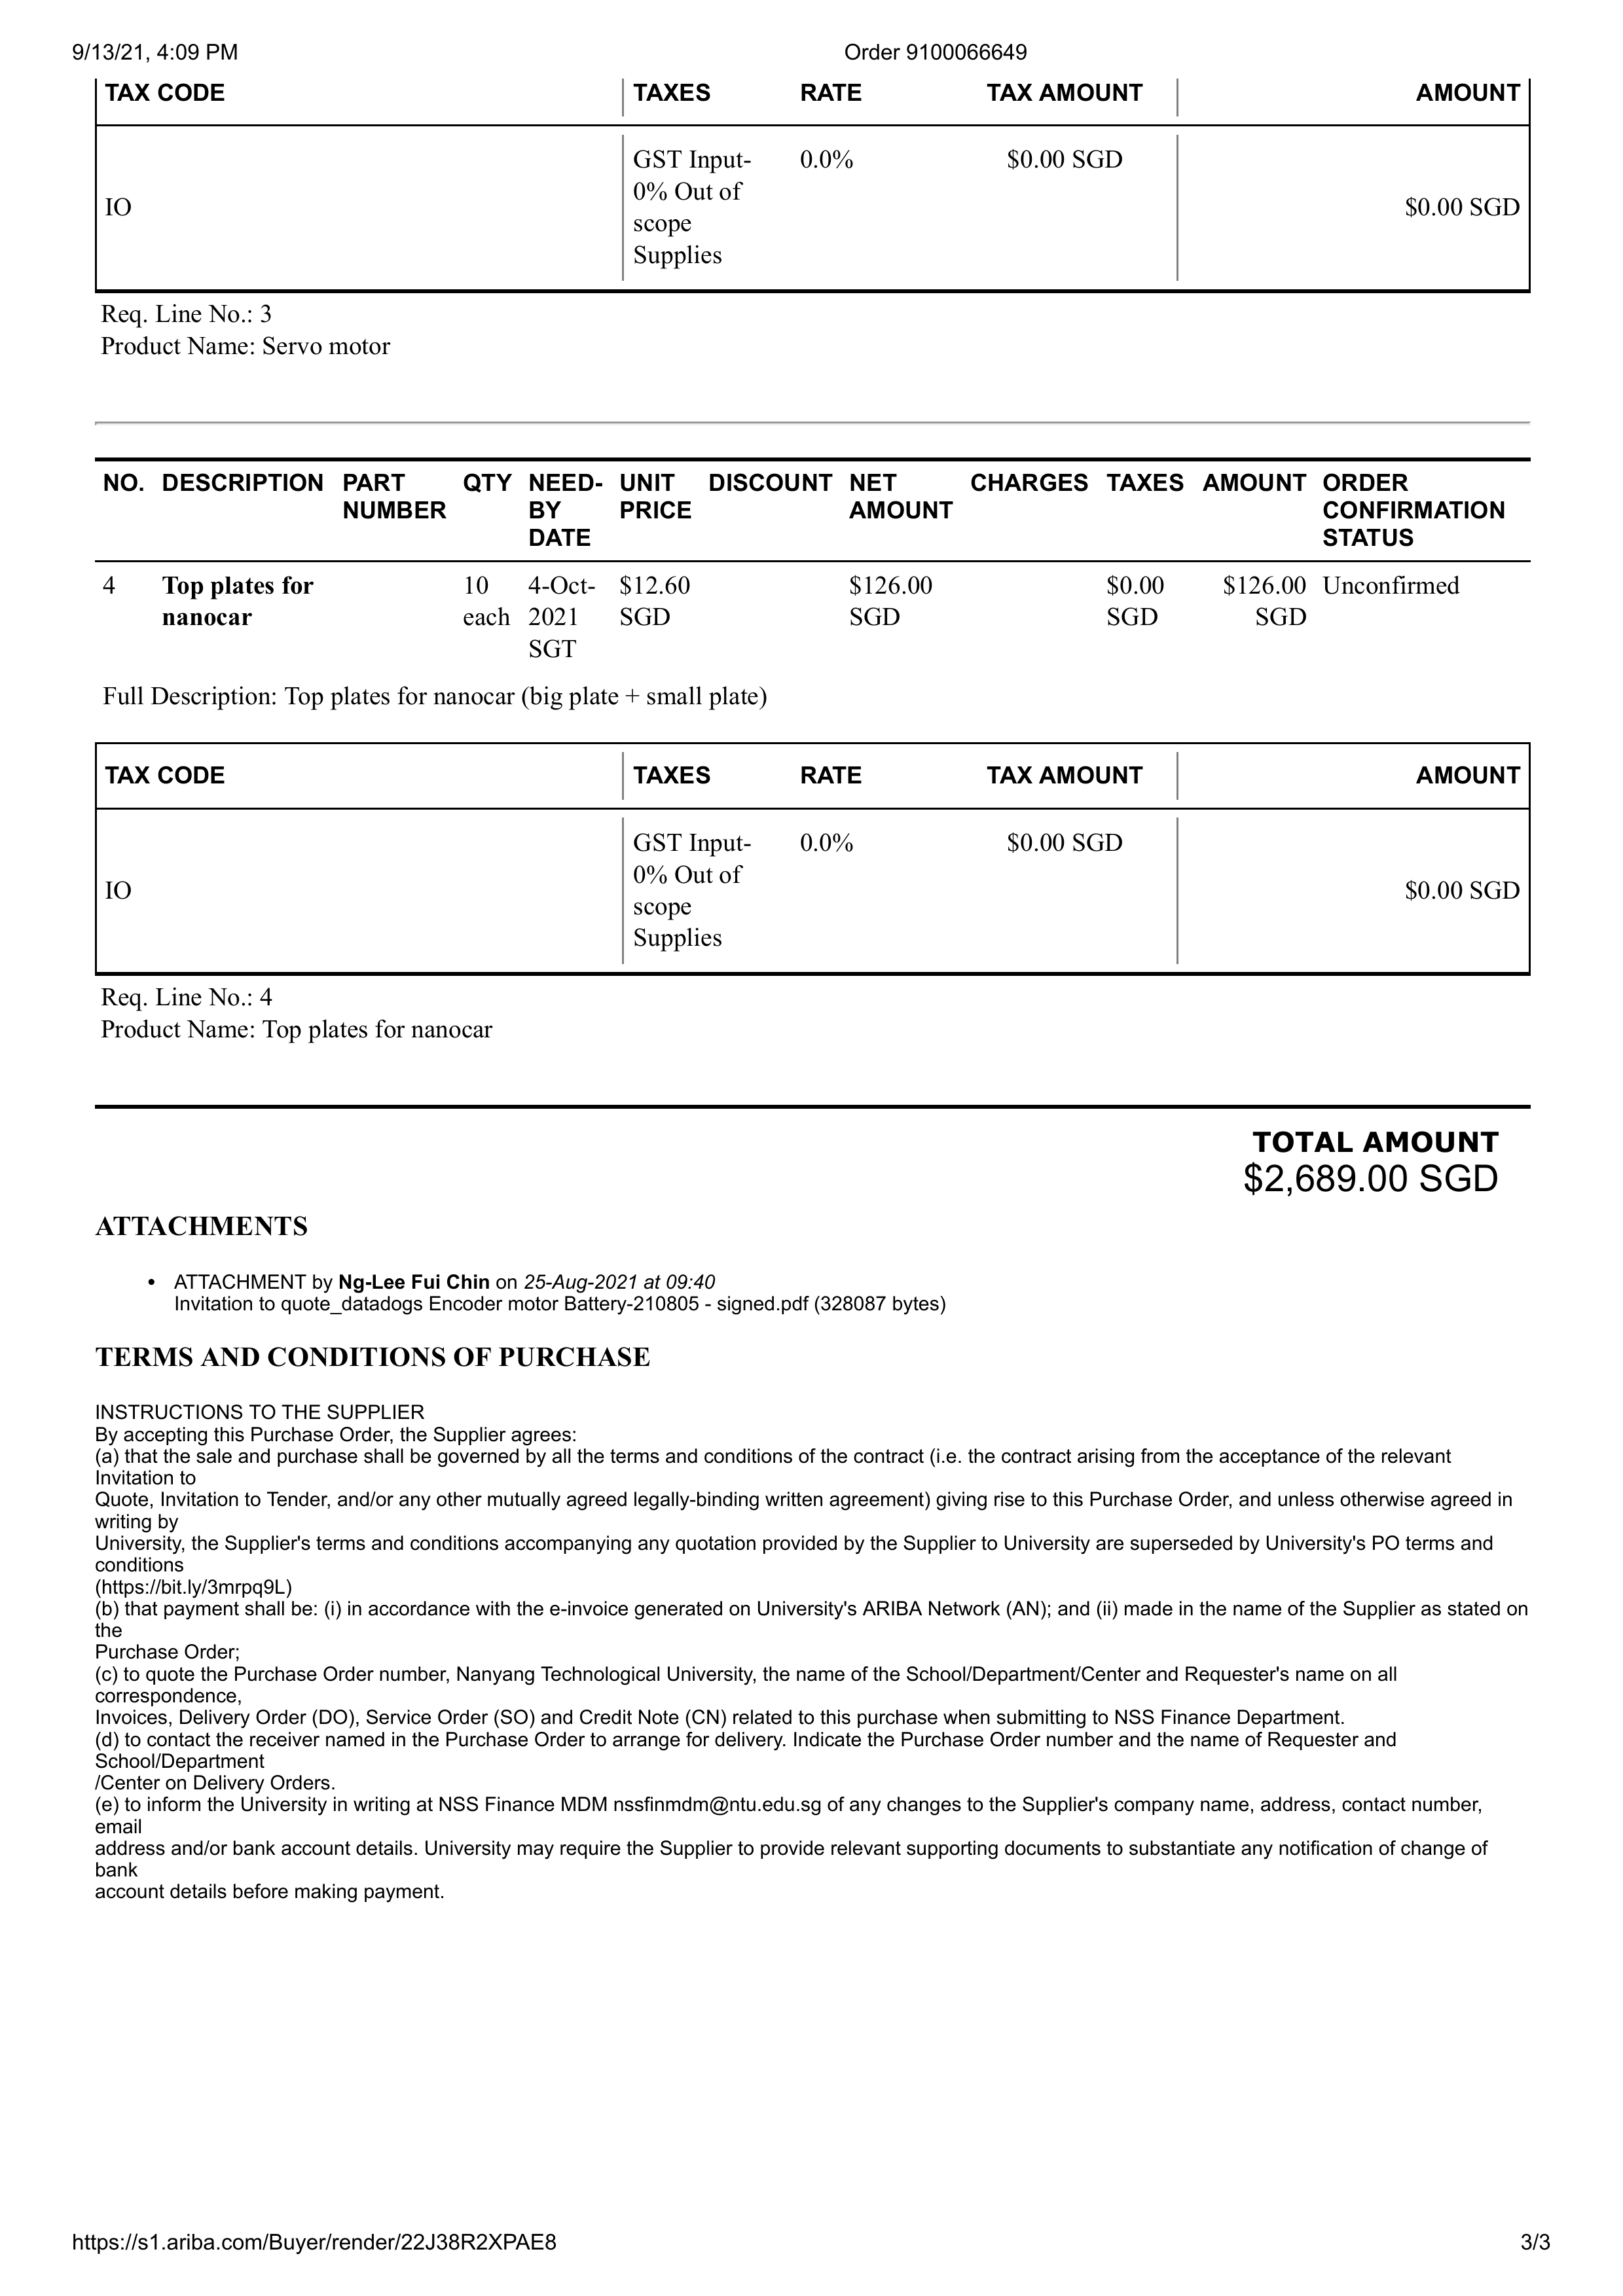 9/13/21, 4:09 PM Order 9100066649
TAX CODE TAXES RATE TAX AMOUNT AMOUNT
IO GST Input- 0.0% $0.00 SGD $0.00 SGD
0% Out of
scope
Supplies
Req. Line No.: 3
Product Name: Servo motor
NO. DESCRIPTION PART QTY NEED- UNIT DISCOUNT NET CHARGES TAXES AMOUNT ORDER
NUMBER BY PRICE AMOUNT CONFIRMATION
DATE STATUS
4 Top plates for 10 4-Oct- $12.60 $126.00 $0.00 $126.00 Unconfirmed
nanocar each 2021 SGD SGD SGD SGD
SGT
Full Description: Top plates for nanocar (big plate + small plate)
TAX CODE TAXES RATE TAX AMOUNT AMOUNT
IO GST Input- 0.0% $0.00 SGD $0.00 SGD
0% Out of
scope
Supplies
Req. Line No.: 4
Product Name: Top plates for nanocar
TOTAL AMOUNT
$2,689.00 SGD
ATTACHMENTS
• ATTACHMENT by Ng-Lee Fui Chin on 25-Aug-2021 at 09:40
Invitation to quote_datadogs Encoder motor Battery-210805 - signed.pdf (328087 bytes)
TERMS AND CONDITIONS OF PURCHASE
INSTRUCTIONS TO THE SUPPLIER
By accepting this Purchase Order, the Supplier agrees:
(a) that the sale and purchase shall be governed by all the terms and conditions of the contract (i.e. the contract arising from the acceptance of the relevant
Invitation to
Quote, Invitation to Tender, and/or any other mutually agreed legally-binding written agreement) giving rise to this Purchase Order, and unless otherwise agreed in
writing by
University, the Supplier's terms and conditions accompanying any quotation provided by the Supplier to University are superseded by University's PO terms and
conditions
(https://bit.ly/3mrpq9L)
(b) that payment shall be: (i) in accordance with the e-invoice generated on University's ARIBA Network (AN); and (ii) made in the name of the Supplier as stated on
the
Purchase Order;
(c) to quote the Purchase Order number, Nanyang Technological University, the name of the School/Department/Center and Requester's name on all
correspondence,
Invoices, Delivery Order (DO), Service Order (SO) and Credit Note (CN) related to this purchase when submitting to NSS Finance Department.
(d) to contact the receiver named in the Purchase Order to arrange for delivery. Indicate the Purchase Order number and the name of Requester and
School/Department
/Center on Delivery Orders.
(e) to inform the University in writing at NSS Finance MDM nssfinmdm@ntu.edu.sg of any changes to the Supplier's company name, address, contact number,
email
address and/or bank account details. University may require the Supplier to provide relevant supporting documents to substantiate any notification of change of
bank
account details before making payment.
https://s1.ariba.com/Buyer/render/22J38R2XPAE8 3/3